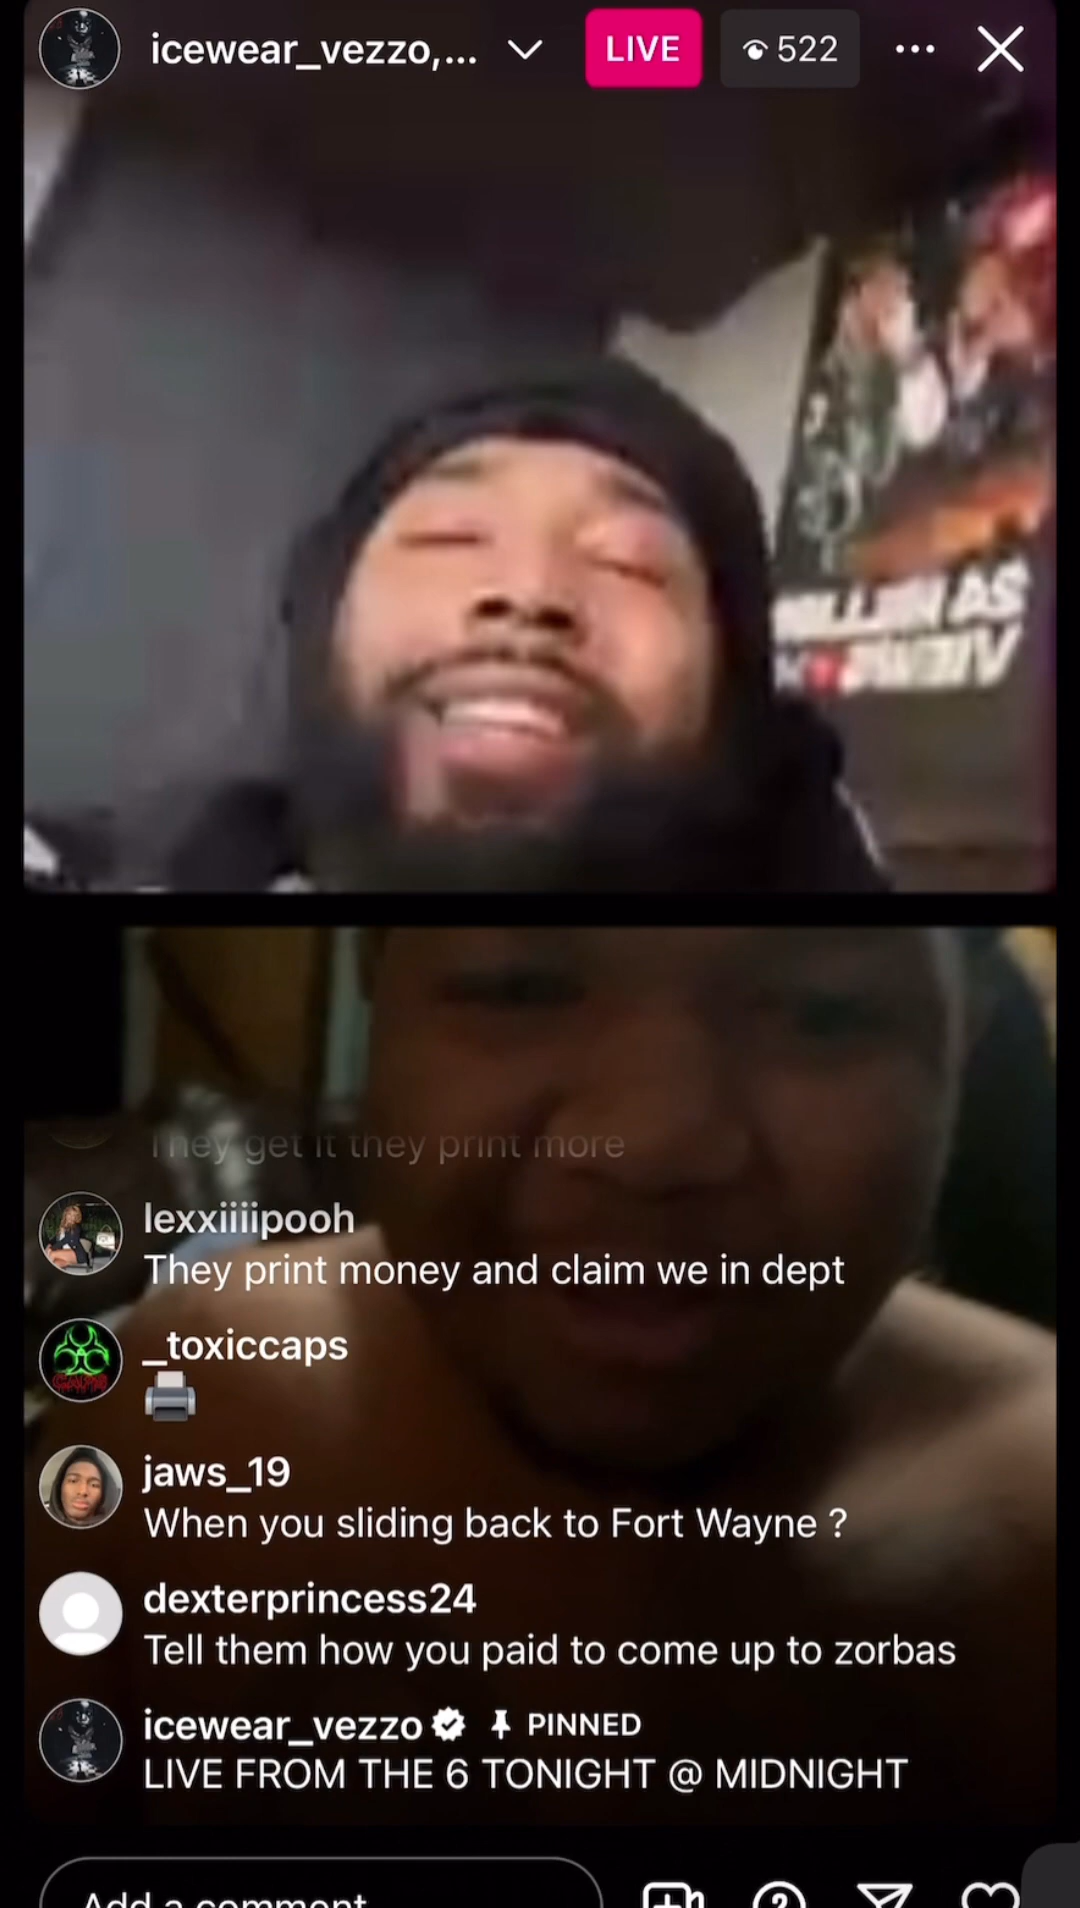 icewear_vezzo,...
LIVE
522
They get it they print more
lexxiiiipooh
They print money and claim we in dept
_toxiccaps
jaws_19
When you sliding back to Fort Wayne ?
dexterprincess24
Tell them how you paid to come up to zorbas
icewear_vezzo PINNED
LIVE FROM THE 6 TONIGHT @ MIDNIGHT
Add a comment